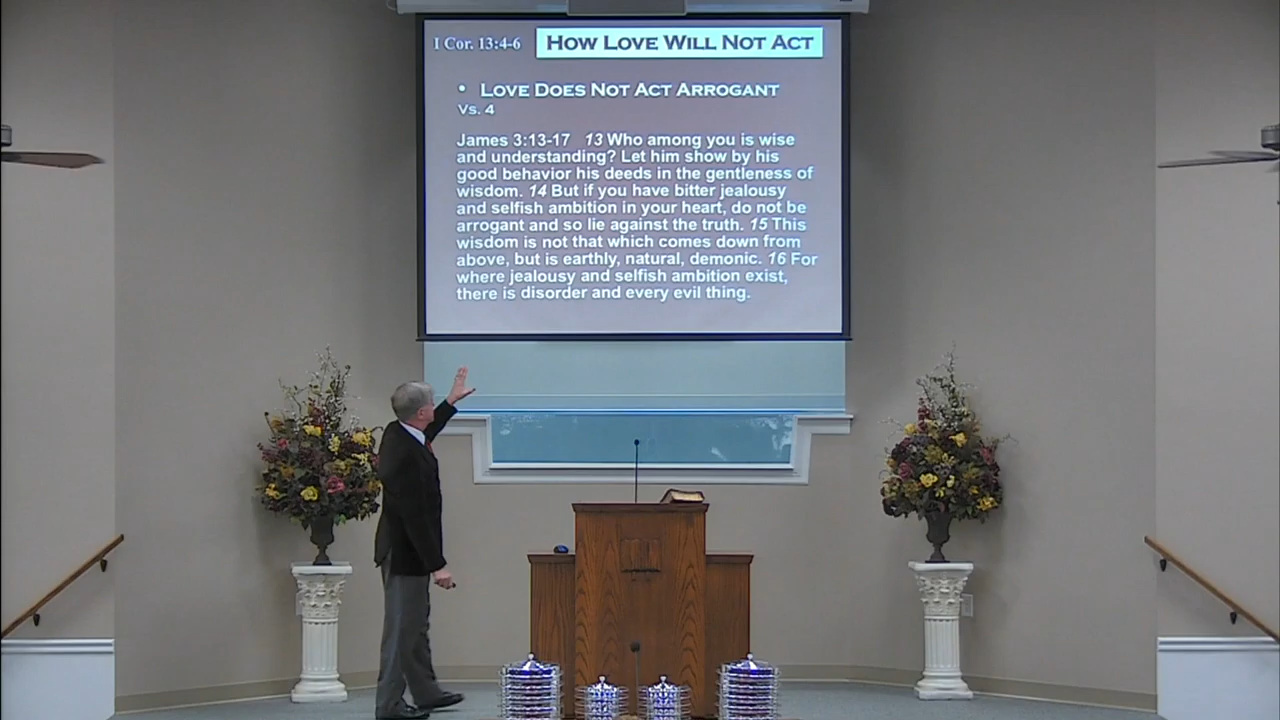 I Cor. 13:4-6
HOW LOVE WILL NOT ACT
• LOVE DOES NOT ACT ARROGANT
VS. 4
James 3:13-17 13 Who among you is wise
and understanding? Let him show by his
good behavior his deeds in the gentleness of
wisdom. 14 But if you have bitter jealousy
and selfish ambition in your heart, do not be
arrogant and so lie against the truth. 15 This
wisdom is not that which comes down from
above, but is earthly, natural, demonic. 16 For
where jealousy and selfish ambition exist,
there is disorder and every evil thing.